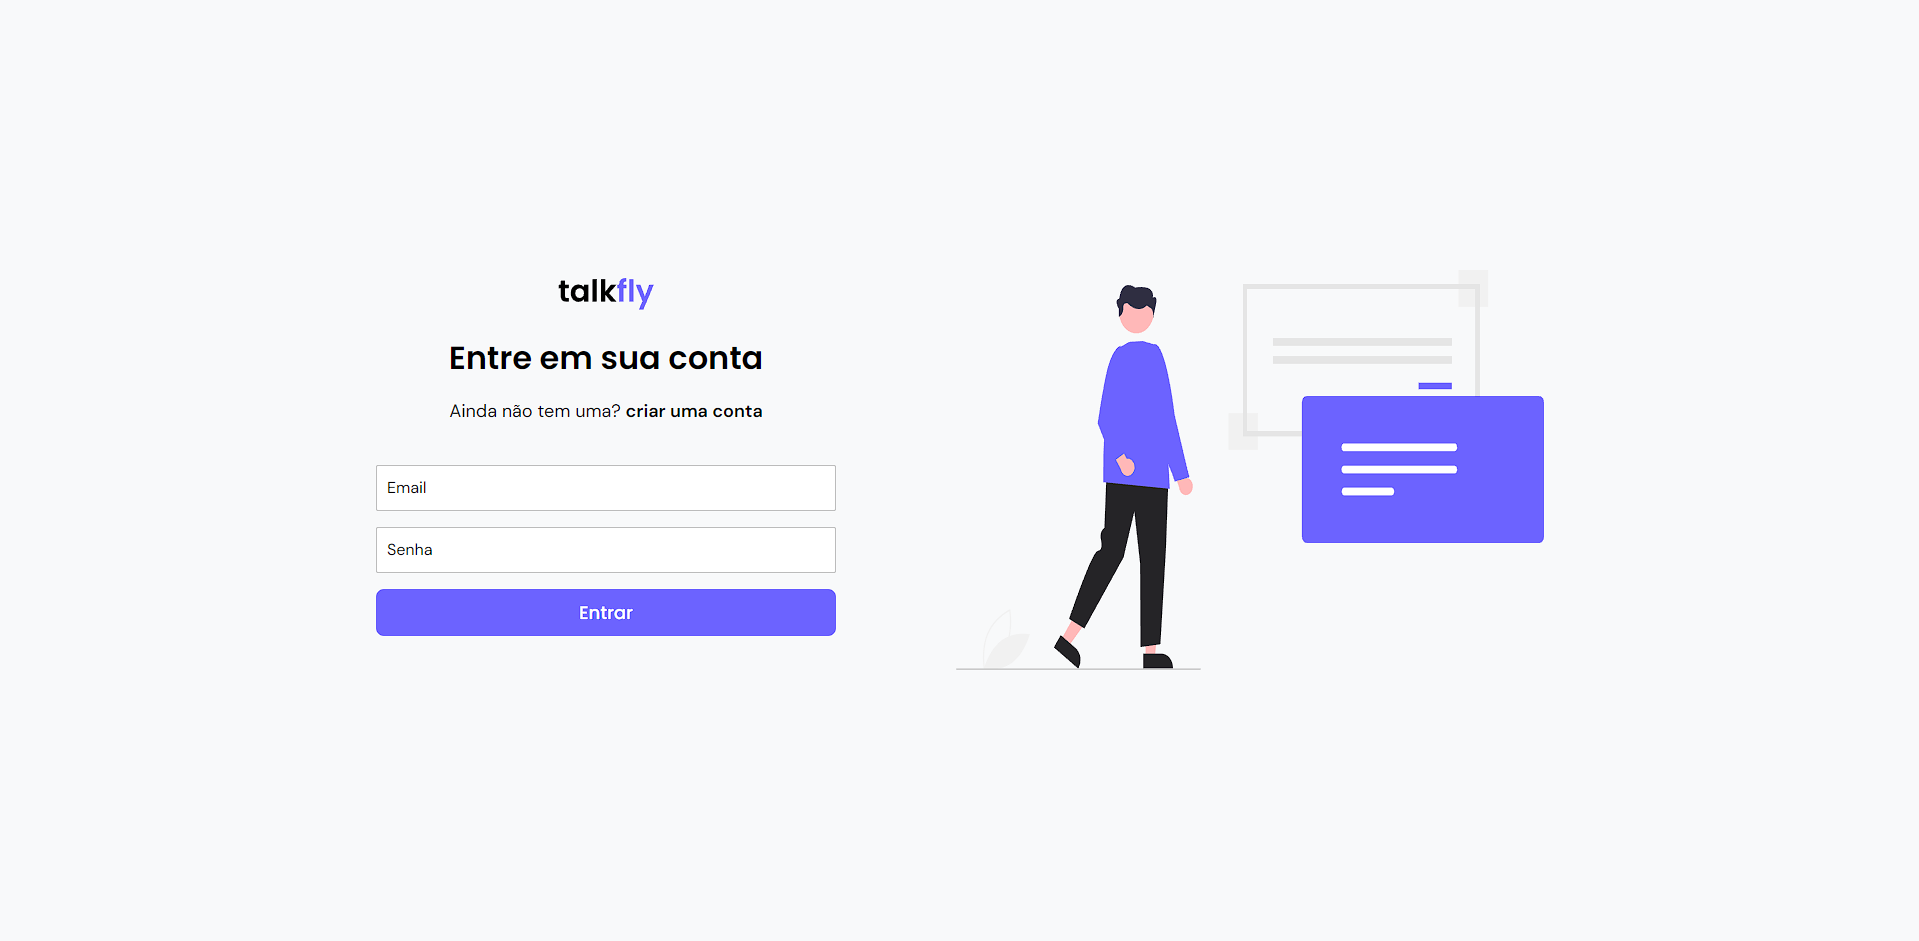 talkfly
Entre em sua conta
Ainda não tem uma? criar uma conta
Email
Senha
Entrar